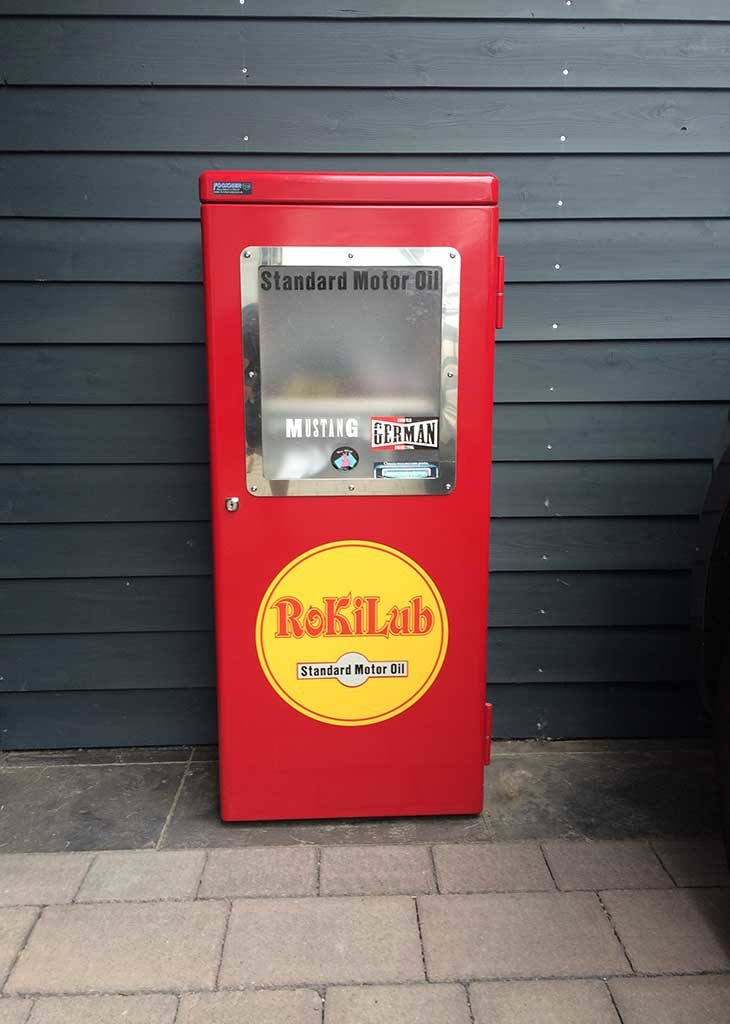 Standard Motor Oil
MUSTANG
GERMAN
RoKiLub
Standard Motor Oil